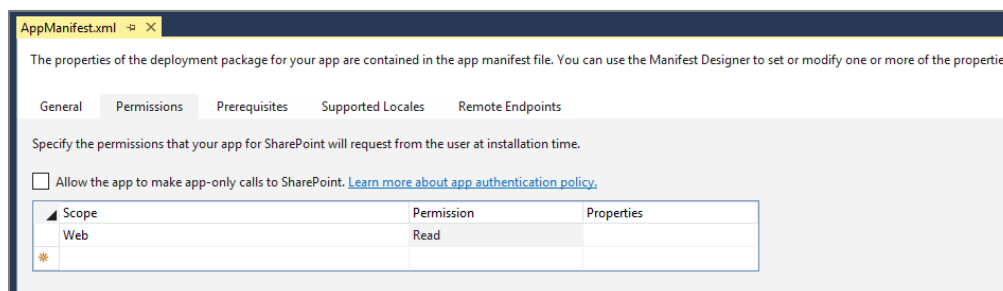 AppManifest.xml
The properties of the deployment package for your app are contained in the app manifest file. You can use the Manifest Designer to set or modify one or more of the
General Permissions Prerequisites Supported Locales Remote Endpoints
Specify the permissions that your app for SharePoint will request from the user at installation time.
Allow the app to make app-only calls to SharePoint. Learn more about app authentication policy.
Scope Permission Properties
Web Read